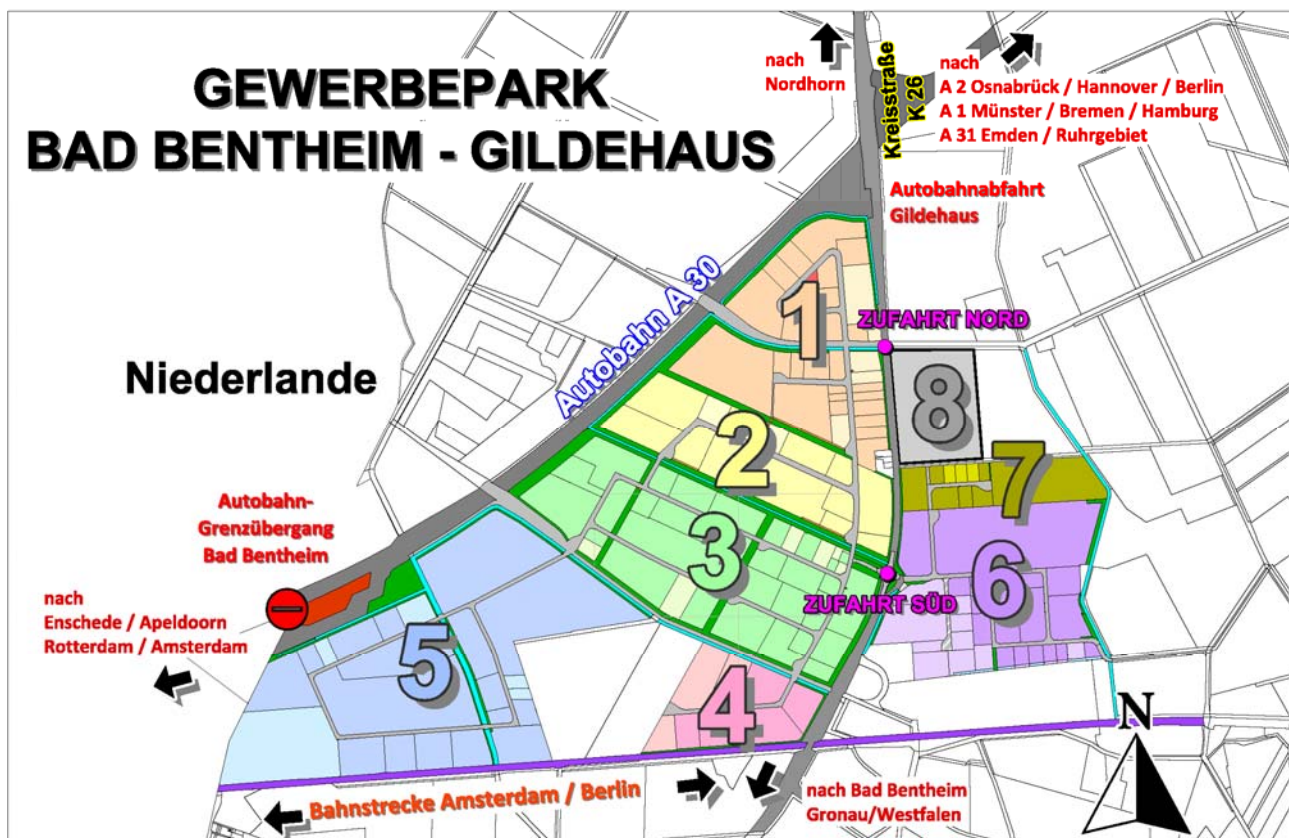 GEWERBEPARK
BAD BENTHEIM - GILDEHAUS
nach
Nordhorn
Kreisstraße
K 26
nach
A 2 Osnabrück / Hannover / Berlin
A 1 Münster / Bremen / Hamburg
A 31 Emden / Ruhrgebiet
Autobahnabfahrt
Gildehaus
Autobahn A 30
Niederlande
1
ZUFAHRT NORD
8
2
7
3
6
ZUFAHRT SÜD
Autobahn-
Grenzübergang
Bad Bentheim
nach
Enschede / Apeldoorn
Rotterdam / Amsterdam
5
4
N
Bahnstrecke Amsterdam / Berlin
nach Bad Bentheim
Gronau/Westfalen